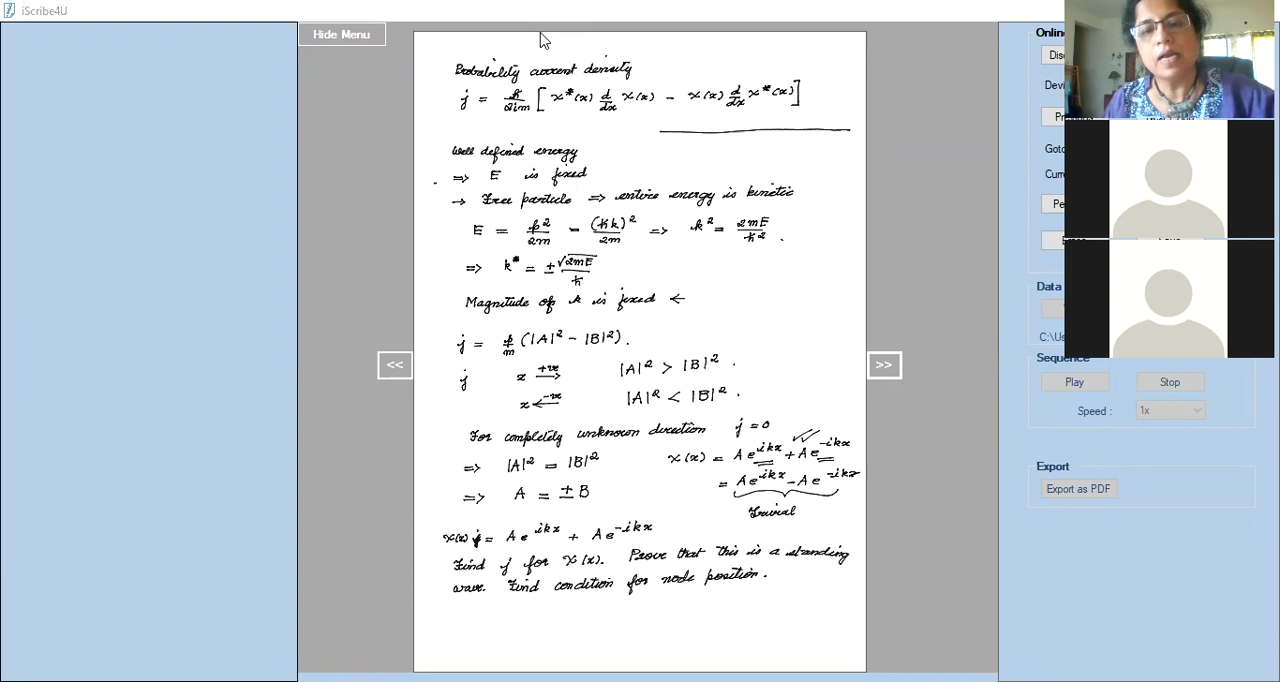 iScribe4U
Hide Menu
Probability current density
j = ħ/2im [ χ*(x) d/dx χ(x) − χ(x) d/dx χ*(x) ]
Well defined energy
⇒ E is fixed
→ Free particle ⇒ entire energy is kinetic
E = p²/2m = (ħk)²/2m ⇒ k² = 2mE/ħ² .
⇒ k* = ± √2mE/ħ
Magnitude of k is fixed ←
j = p/m (|A|² − |B|²).
j x +ve→ |A|² > |B|² .
x ←−ve |A|² < |B|² .
For completely unknown direction j = 0
⇒ |A|² = |B|² χ(x) = A e^ikx + A e^−ikx
= A e^ikx − A e^−ikx
⇒ A = ± B
Trivial
χ(x) = A e^ikx + A e^−ikx
Find j for χ(x). Prove that this is a standing
wave. Find condition for node position.
<<
>>
Online
Goto
Data
C:\Us
Sequence
Play Stop
Speed : 1x
Export
Export as PDF